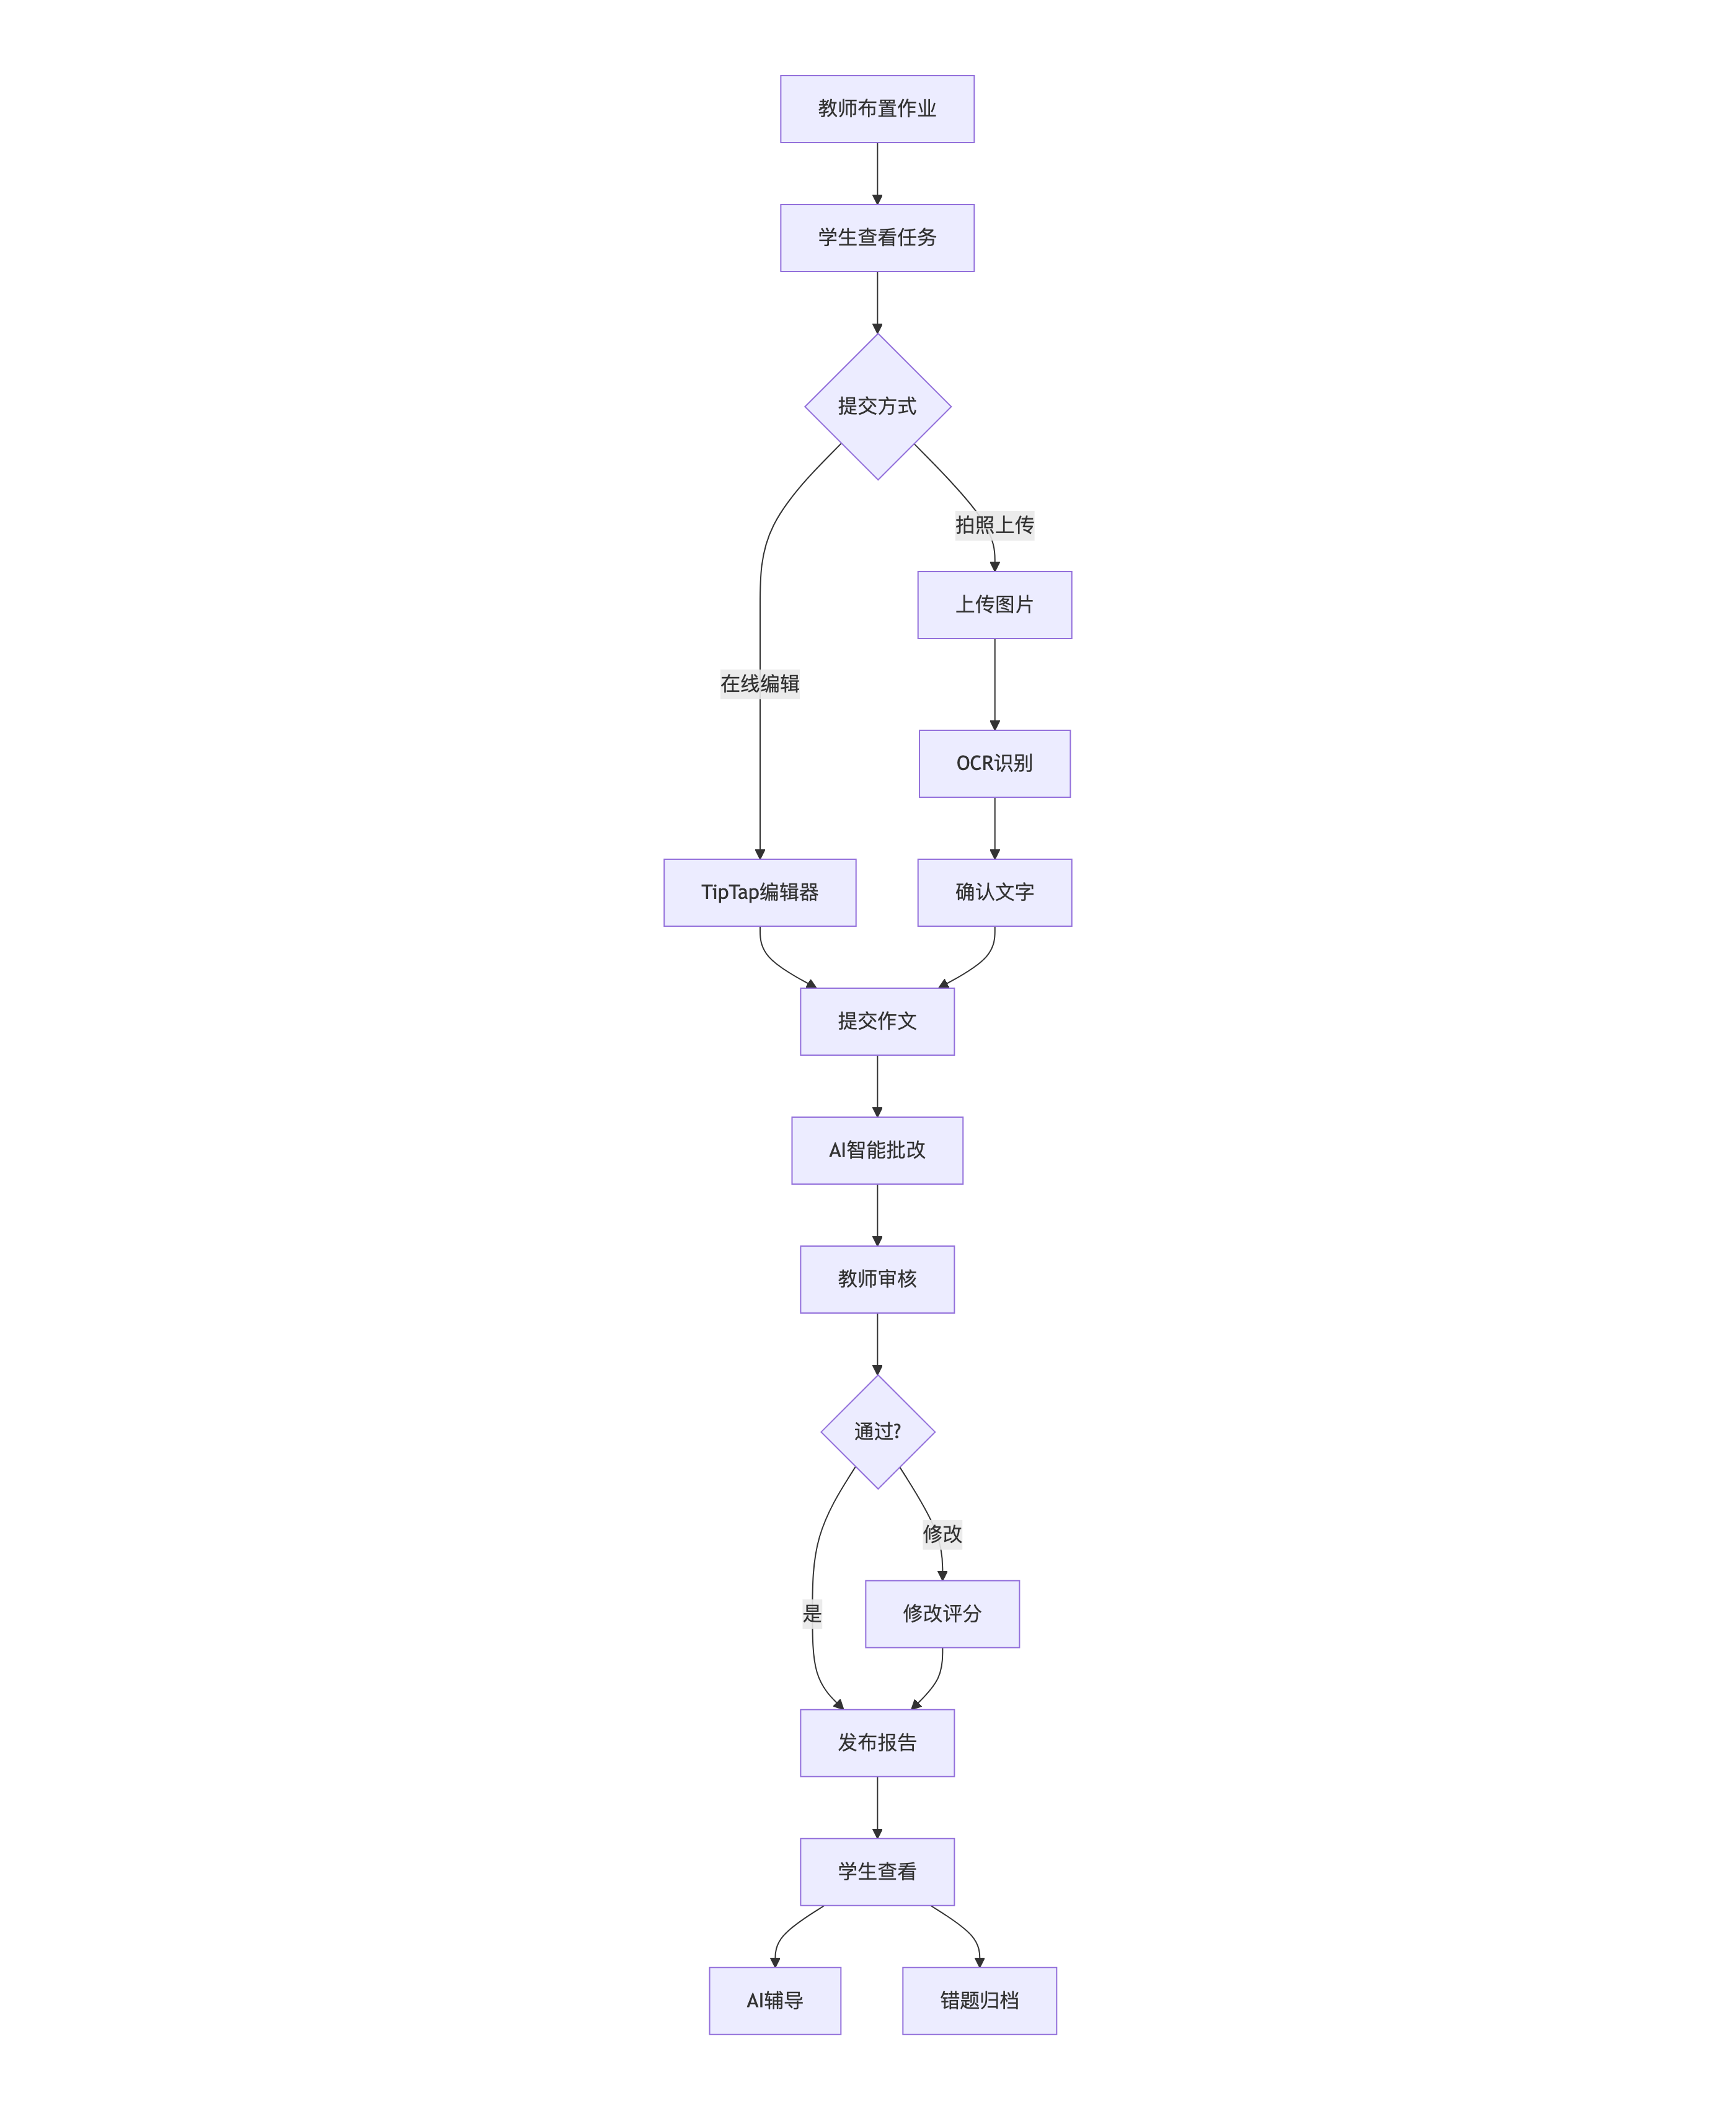 教师布置作业
学生查看任务
提交方式
拍照上传
上传图片
在线编辑
OCR识别
TipTap编辑器
确认文字
提交作文
AI智能批改
教师审核
通过?
修改
是
修改评分
发布报告
学生查看
AI辅导
错题归档